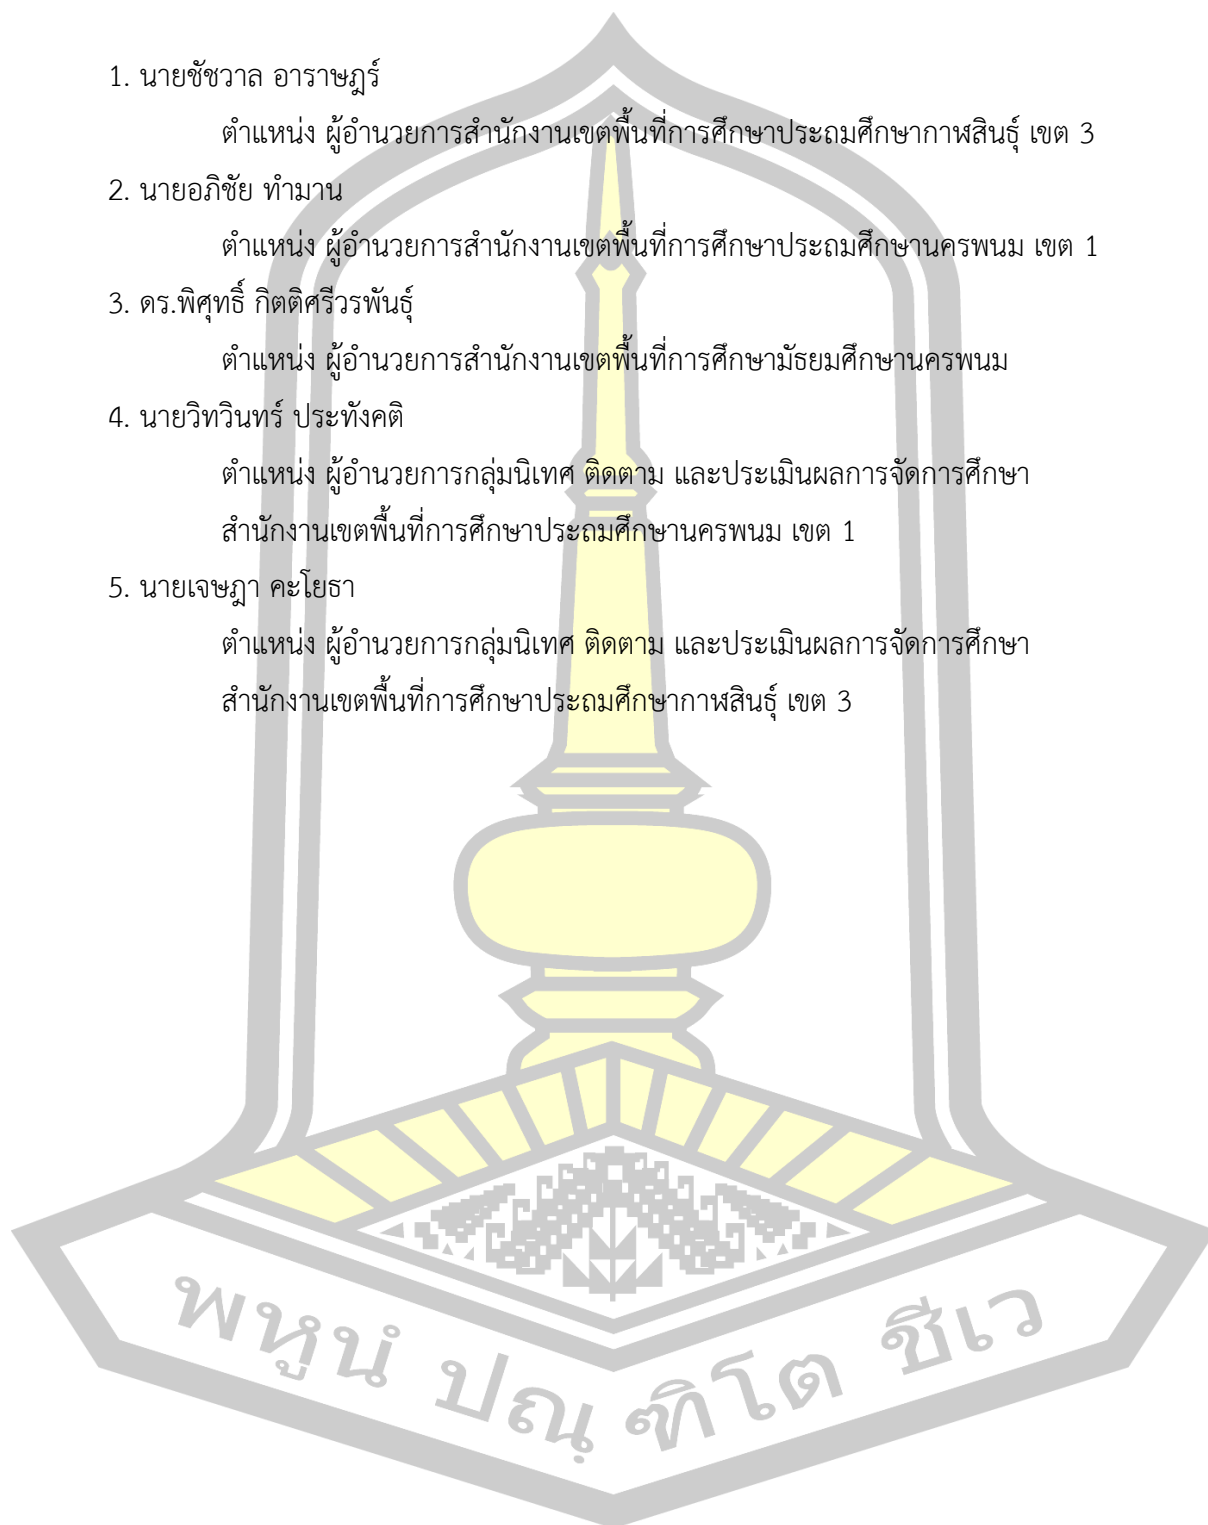 1. นายชัชวาล อาราษฎร์
ตำแหน่ง ผู้อำนวยการสำนักงานเขตพื้นที่การศึกษาประถมศึกษากาฬสินธุ์ เขต 3
2. นายอภิชัย ทำมาน
ตำแหน่ง ผู้อำนวยการสำนักงานเขตพื้นที่การศึกษาประถมศึกษานครพนม เขต 1
3. ดร.พิศุทธิ์ กิตติศรีวรพันธุ์
ตำแหน่ง ผู้อำนวยการสำนักงานเขตพื้นที่การศึกษามัธยมศึกษานครพนม
4. นายวิทวินทร์ ประทังคติ
ตำแหน่ง ผู้อำนวยการกลุ่มนิเทศ ติดตาม และประเมินผลการจัดการศึกษา
สำนักงานเขตพื้นที่การศึกษาประถมศึกษานครพนม เขต 1
5. นายเจษฎา คะโยธา
ตำแหน่ง ผู้อำนวยการกลุ่มนิเทศ ติดตาม และประเมินผลการจัดการศึกษา
สำนักงานเขตพื้นที่การศึกษาประถมศึกษากาฬสินธุ์ เขต 3
พหูนํ ปณฺ ฑิโต ชีเว